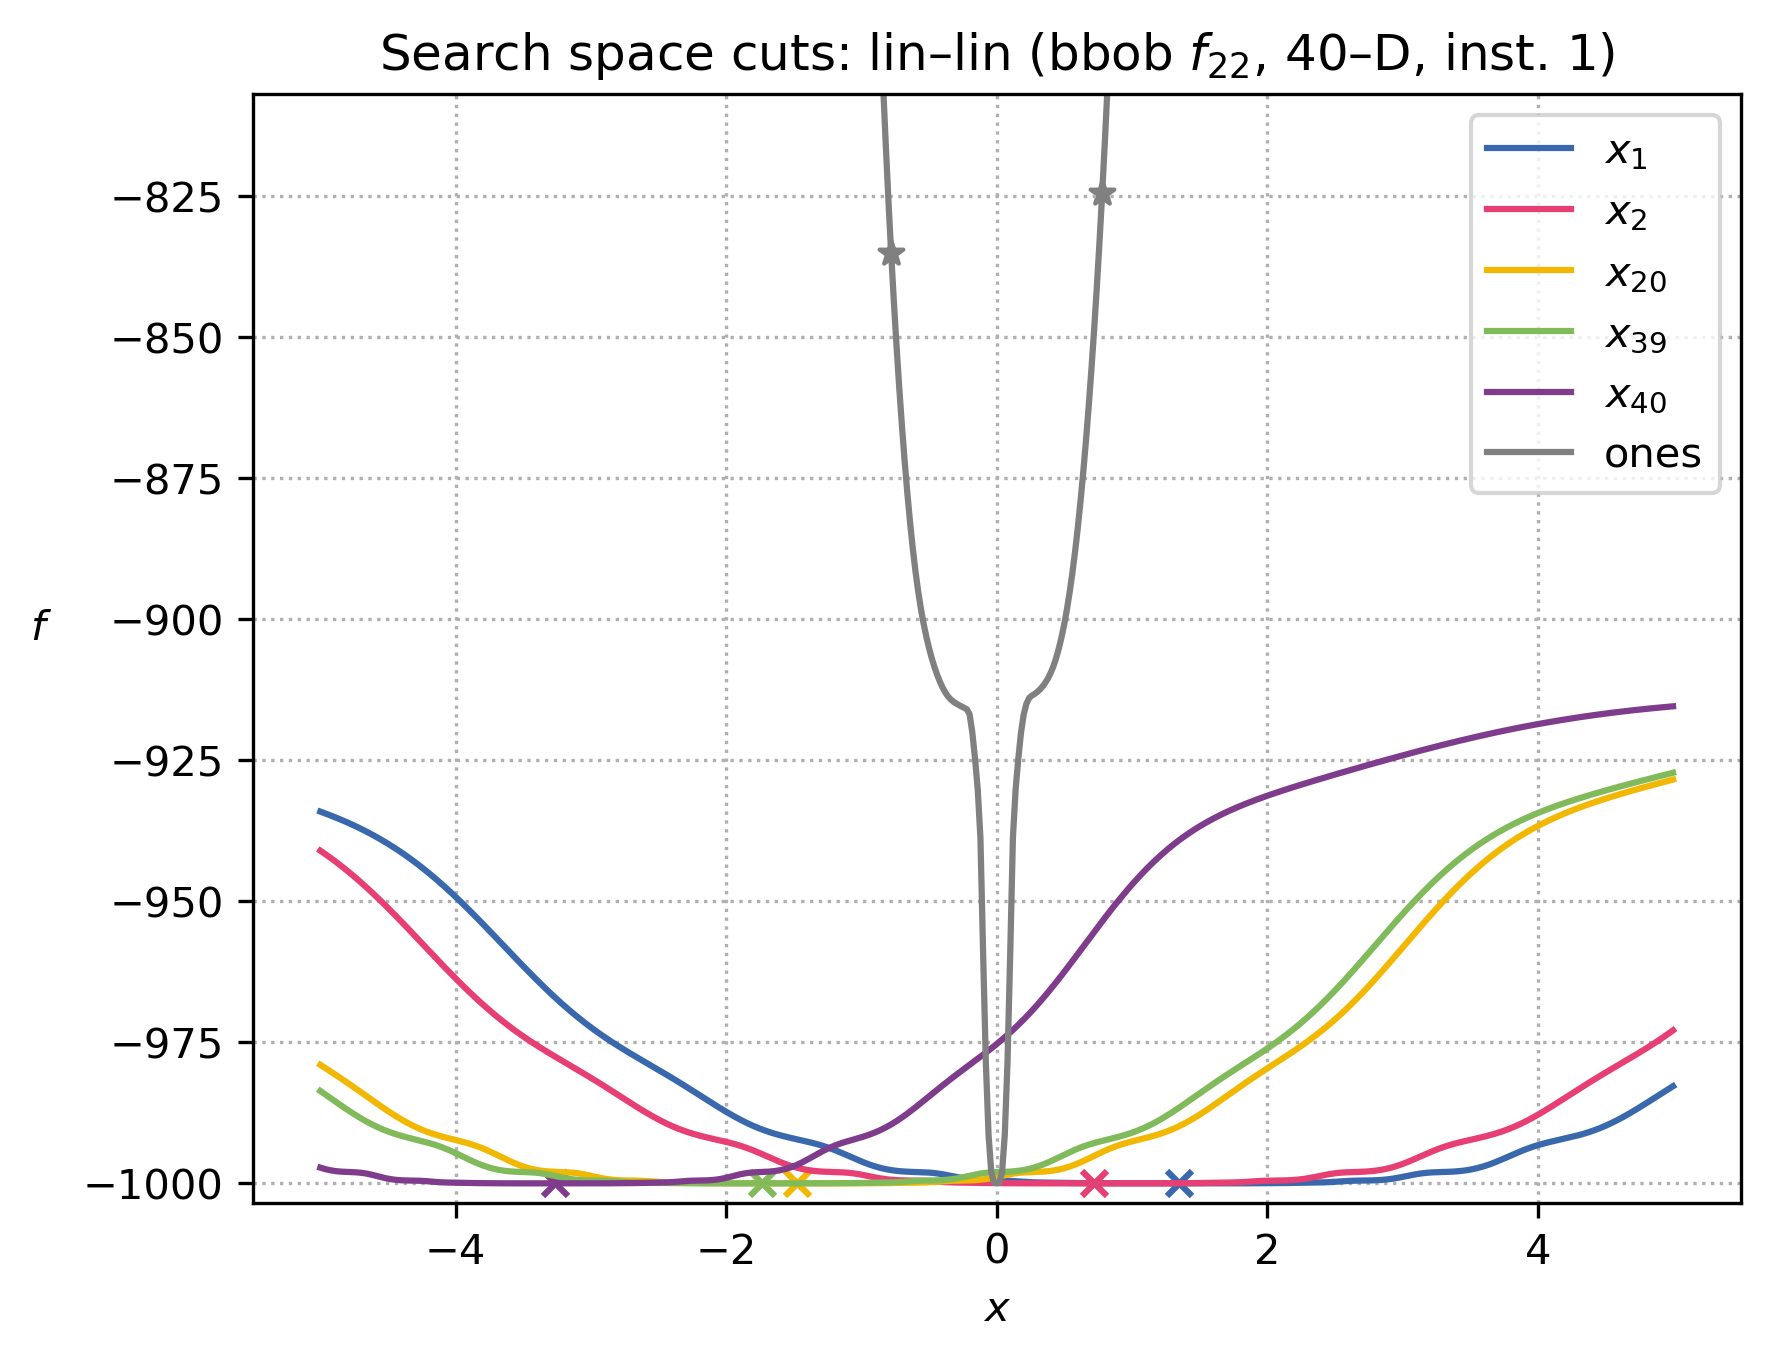 Search space cuts: lin–lin (bbob f₂₂, 40–D, inst. 1)
x₁
x₂
x₂₀
x₃₉
x₄₀
ones
f
−825
−850
−875
−900
−925
−950
−975
−1000
−4 −2 0 2 4
x